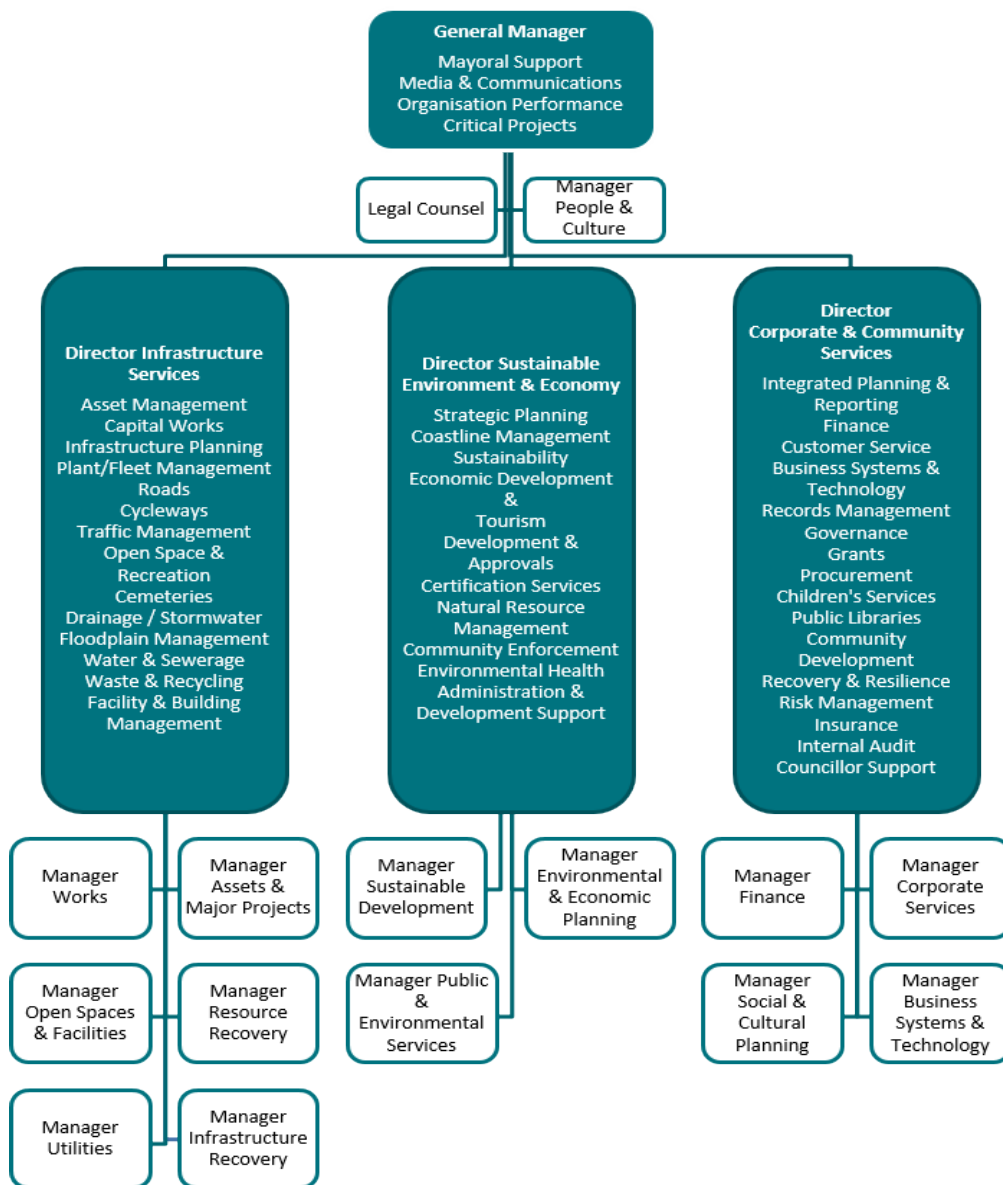 General Manager
Mayoral Support
Media & Communications
Organisation Performance
Critical Projects
Legal Counsel
Manager
People &
Culture
Director Infrastructure
Services
Asset Management
Capital Works
Infrastructure Planning
Plant/Fleet Management
Roads
Cycleways
Traffic Management
Open Space &
Recreation
Cemeteries
Drainage / Stormwater
Floodplain Management
Water & Sewerage
Waste & Recycling
Facility & Building
Management
Director Sustainable
Environment & Economy
Strategic Planning
Coastline Management
Sustainability
Economic Development
&
Tourism
Development &
Approvals
Certification Services
Natural Resource
Management
Community Enforcement
Environmental Health
Administration &
Development Support
Director
Corporate & Community
Services
Integrated Planning &
Reporting
Finance
Customer Service
Business Systems &
Technology
Records Management
Governance
Grants
Procurement
Children's Services
Public Libraries
Community
Development
Recovery & Resilience
Risk Management
Insurance
Internal Audit
Councillor Support
Manager
Works
Manager
Assets &
Major Projects
Manager
Open Spaces
& Facilities
Manager
Resource
Recovery
Manager
Utilities
Manager
Infrastructure
Recovery
Manager
Sustainable
Development
Manager
Environmental
& Economic
Planning
Manager Public
&
Environmental
Services
Manager
Finance
Manager
Corporate
Services
Manager
Social &
Cultural
Planning
Manager
Business
Systems &
Technology